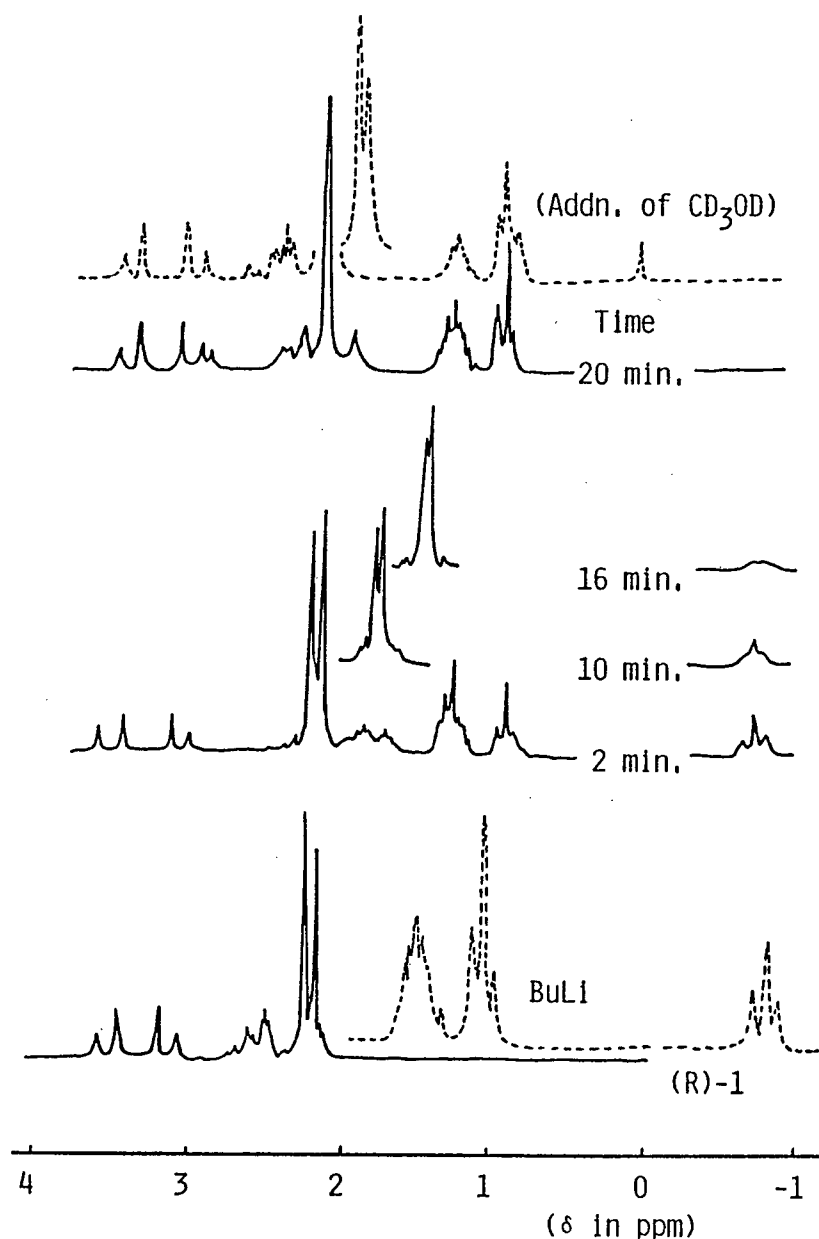 (Addn. of CD3OD)
Time
20 min.
16 min.
10 min.
2 min.
BuLi
(R)-1
4 3 2 1 0 -1
(δ in ppm)